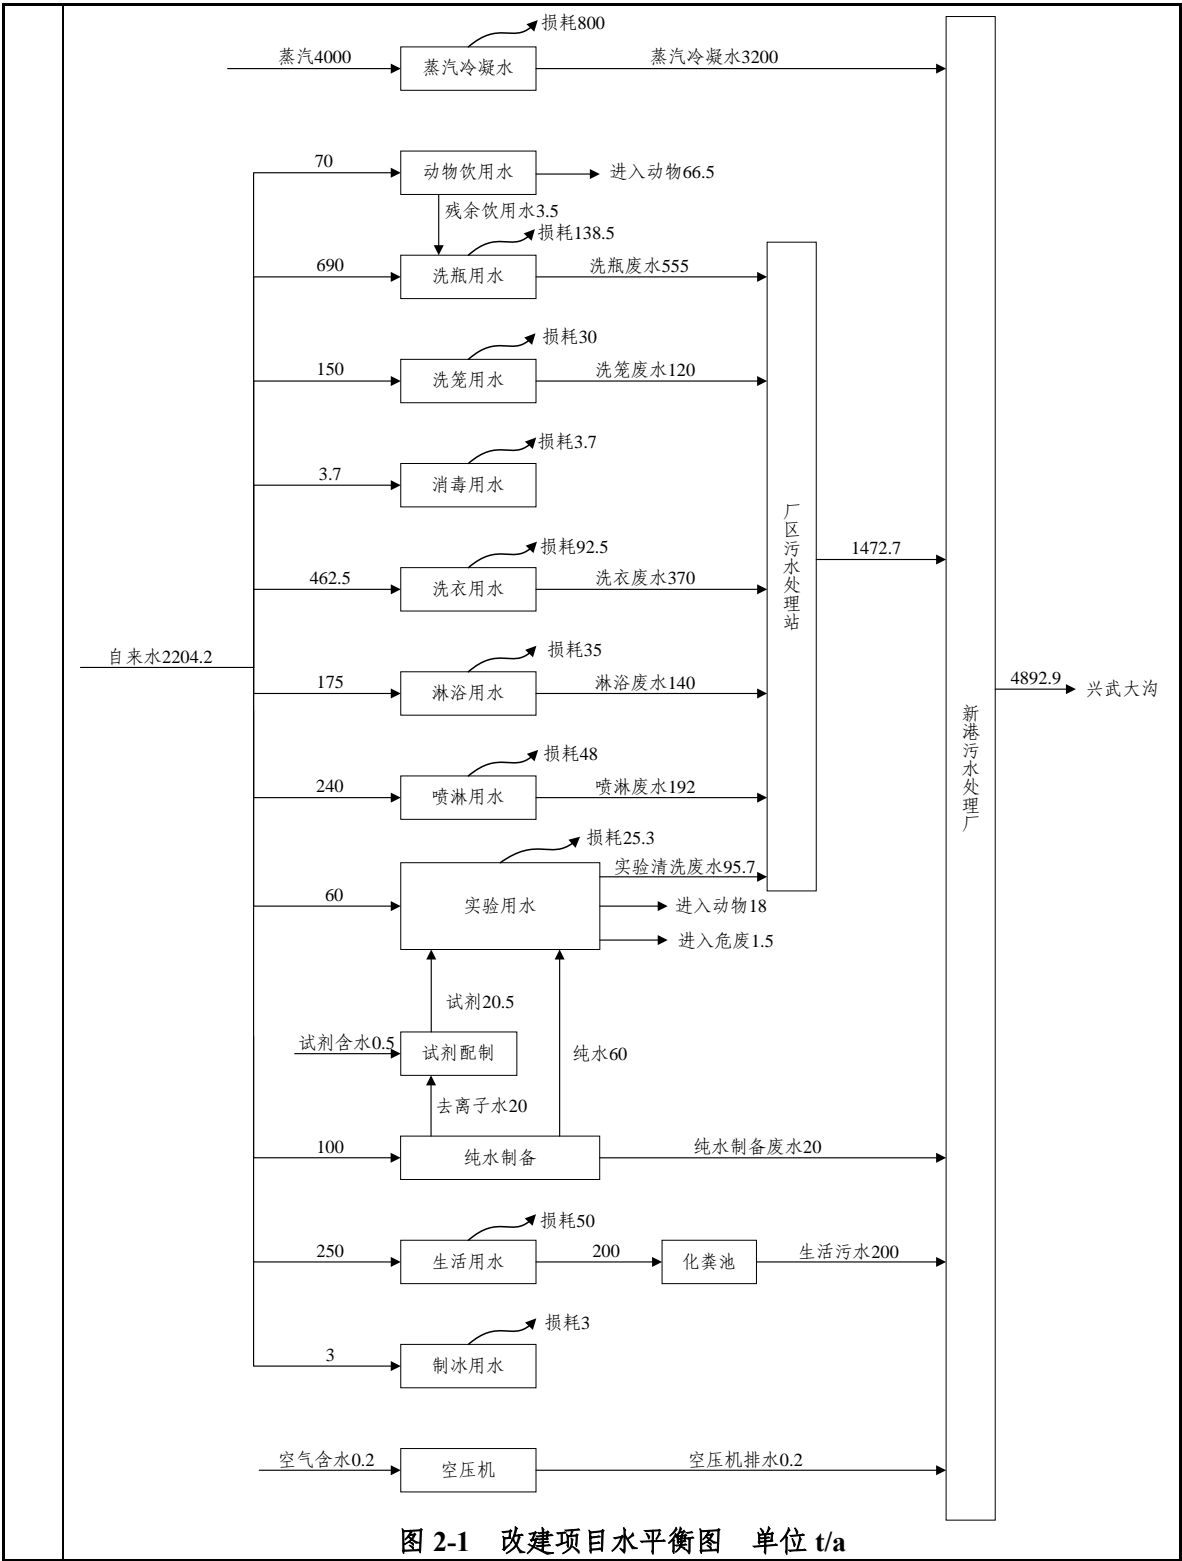 损耗800
蒸汽4000
蒸汽冷凝水
蒸汽冷凝水3200
70
动物饮用水
进入动物66.5
残余饮用水3.5
损耗138.5
690
洗瓶用水
洗瓶废水555
损耗30
150
洗笼用水
洗笼废水120
损耗3.7
3.7
消毒用水
厂区污水处理站
1472.7
损耗92.5
462.5
洗衣用水
洗衣废水370
自来水2204.2
损耗35
175
淋浴用水
淋浴废水140
4892.9
兴武大沟
新港污水处理厂
损耗48
240
喷淋用水
喷淋废水192
损耗25.3
实验清洗废水95.7
60
实验用水
进入动物18
进入危废1.5
试剂20.5
试剂含水0.5
试剂配制
纯水60
去离子水20
100
纯水制备
纯水制备废水20
损耗50
250
生活用水
200
化粪池
生活污水200
损耗3
3
制冰用水
空气含水0.2
空压机
空压机排水0.2
图 2-1 改建项目水平衡图 单位 t/a